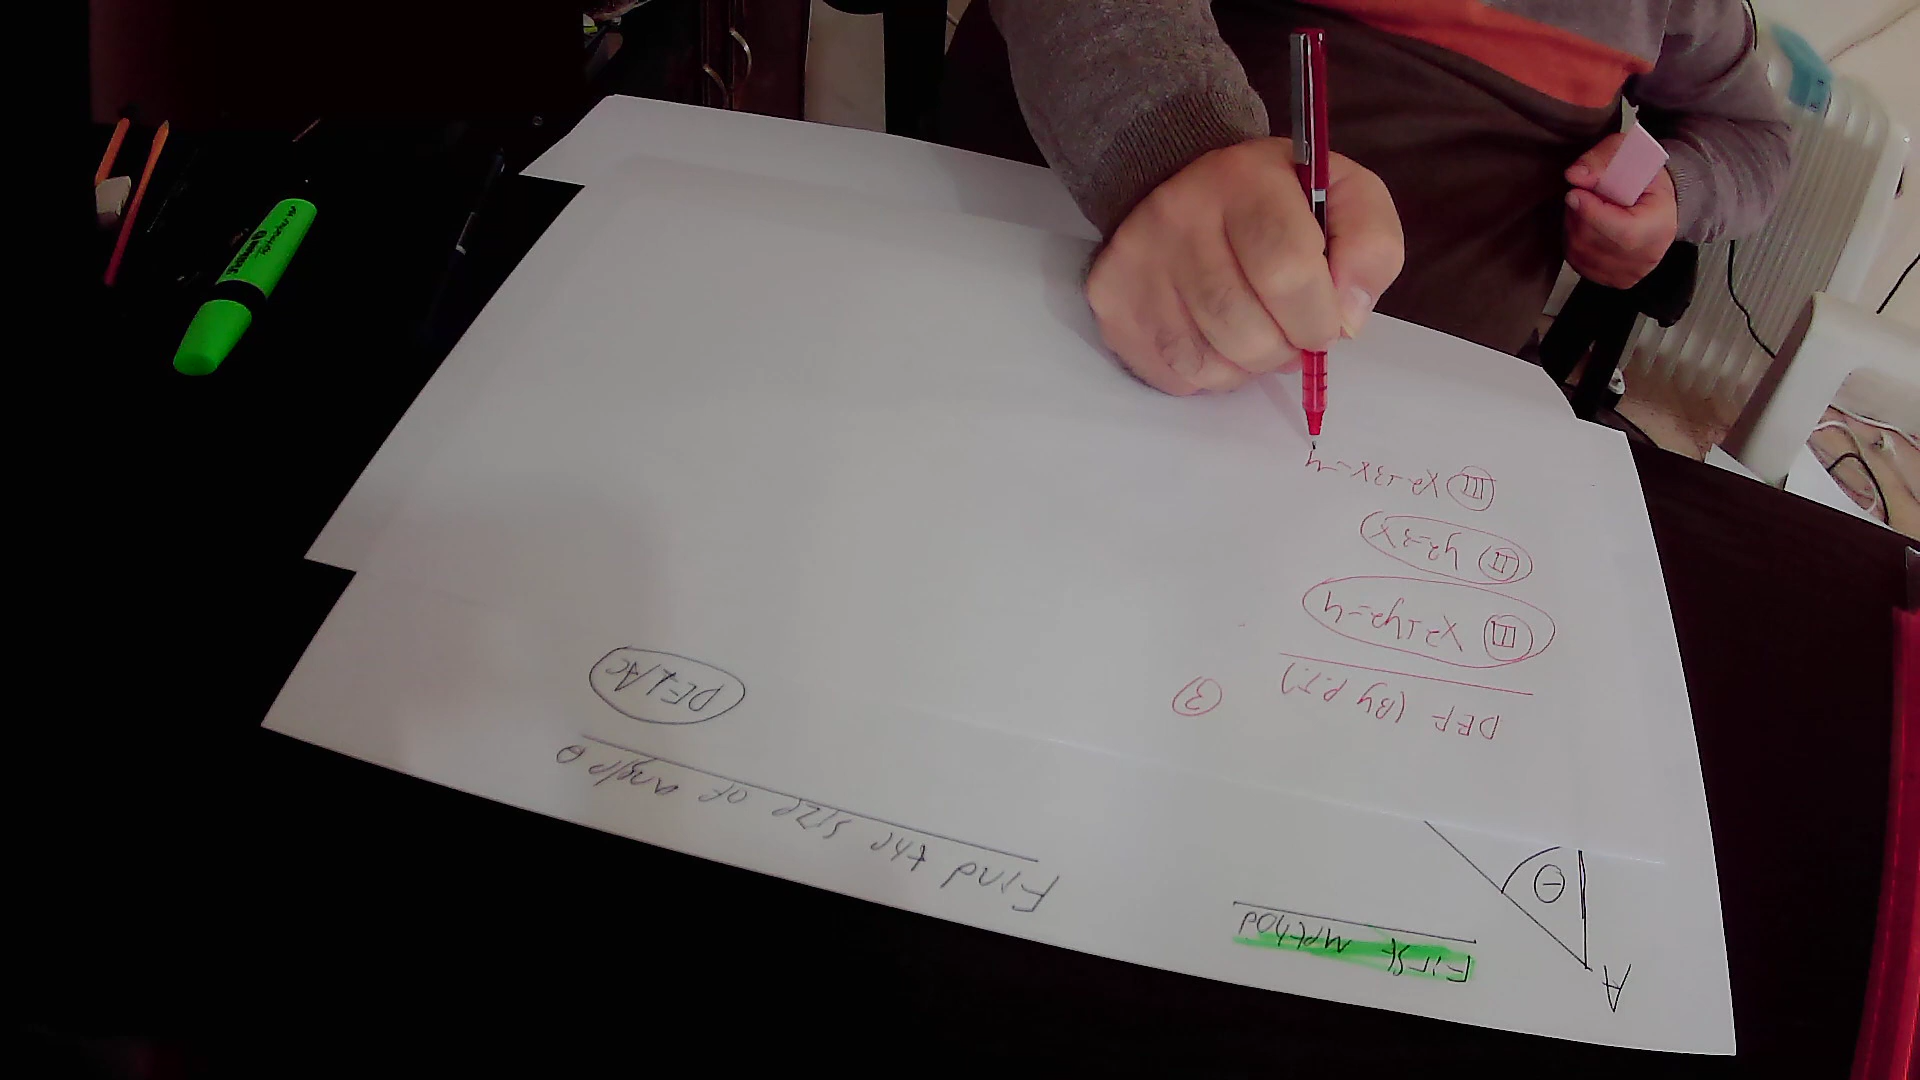 A
First method
θ
Find the size of angle θ
DE⊥AC
DEF (By P.T)
3
III x2+y2=4
II y2=3x
III x2+3x=4